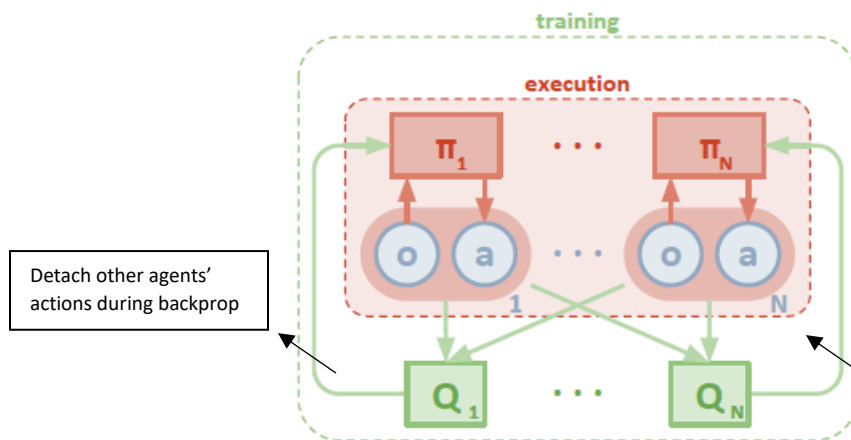 training
execution
π1 · · · πN
o a · · · o a
1 N
Detach other agents’
actions during backprop
Q1 · · · QN